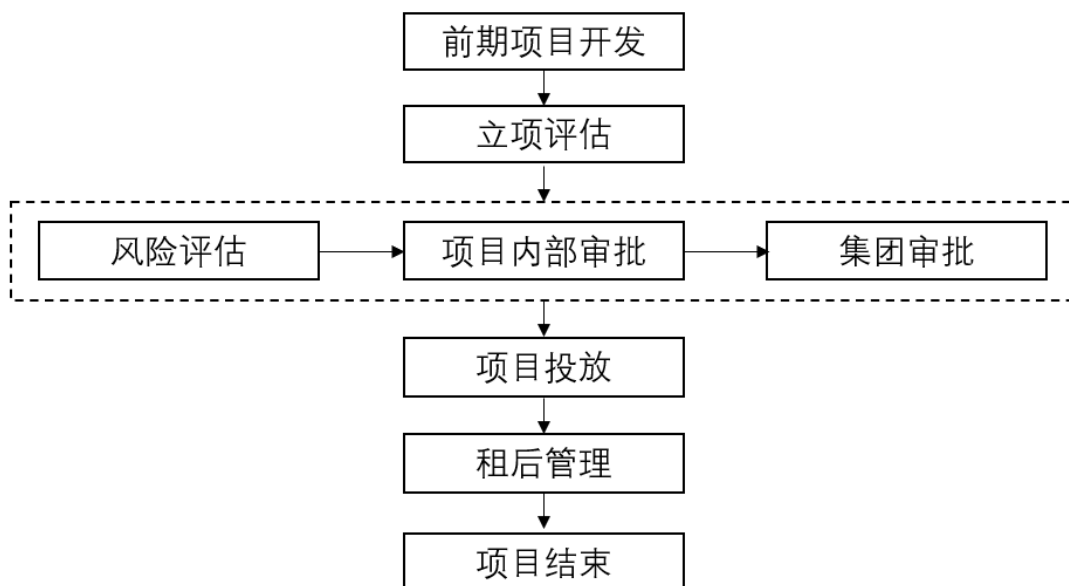 前期项目开发
立项评估
风险评估
项目内部审批
集团审批
项目投放
租后管理
项目结束